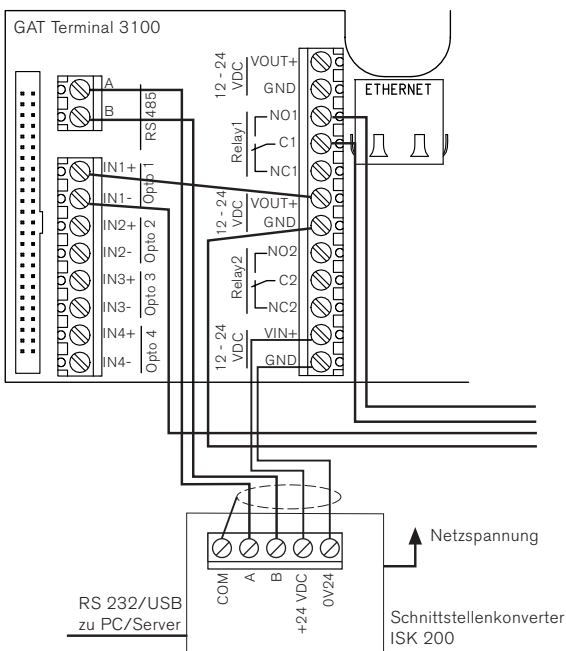 GAT Terminal 3100
A
B
RS 485
IN1+
IN1-
Opto 1
IN2+
IN2-
Opto 2
IN3+
IN3-
Opto 3
IN4+
IN4-
Opto 4
12 - 24
VDC
VOUT+
GND
NO1
C1
NC1
Relay1
12 - 24
VDC
VOUT+
GND
NO2
C2
NC2
Relay2
12 - 24
VDC
VIN+
GND
ETHERNET
COM
A
B
+24 VDC
0V24
Netzspannung
RS 232/USB
zu PC/Server
Schnittstellenkonverter
ISK 200